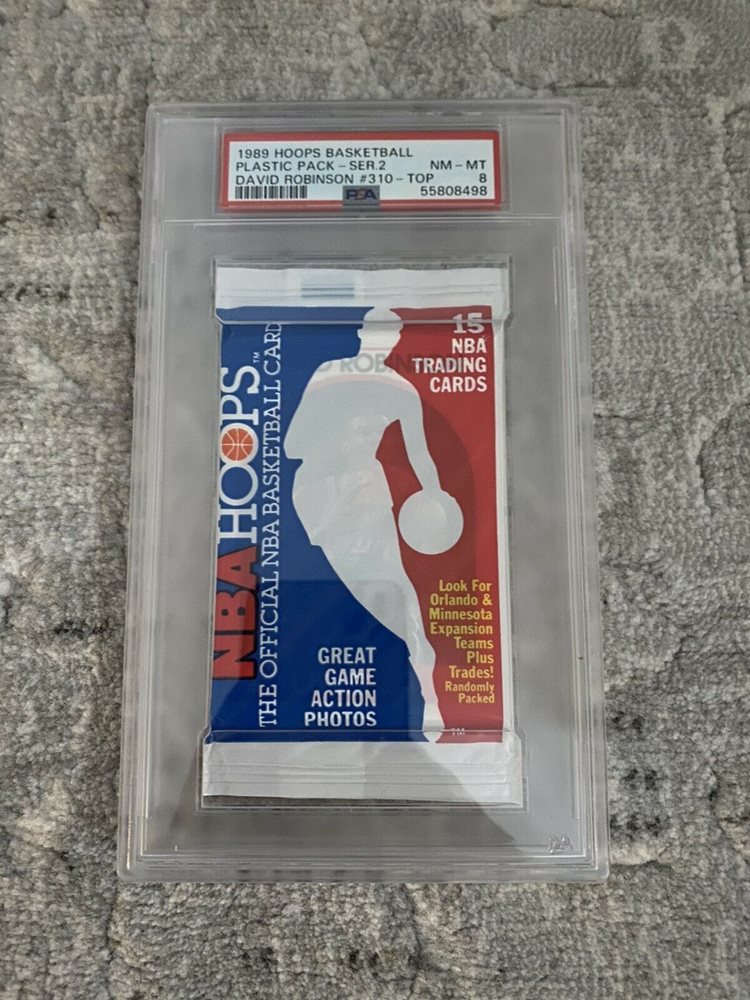 1989 HOOPS BASKETBALL
PLASTIC PACK - SER.2 NM - MT
DAVID ROBINSON #310 - TOP 8
PSA 55808498
15
NBA
TRADING
CARDS
NBA HOOPS™
THE OFFICIAL NBA BASKETBALL CARD
Look For
Orlando &
Minnesota
Expansion
Teams
Plus
Trades!
Randomly
Packed
GREAT
GAME
ACTION
PHOTOS
TM